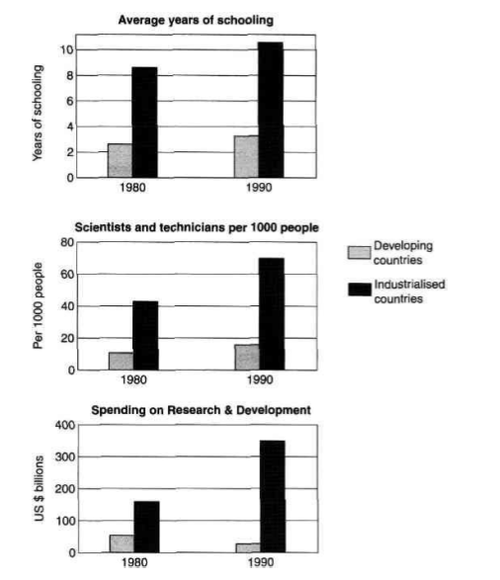 Average years of schooling
Years of schooling
10
8
6
4
2
0
1980
1990
Scientists and technicians per 1000 people
Per 1000 people
80
60
40
20
0
1980
1990
Developing
countries
Industrialised
countries
Spending on Research & Development
US $ billions
400
300
200
100
0
1980
1990